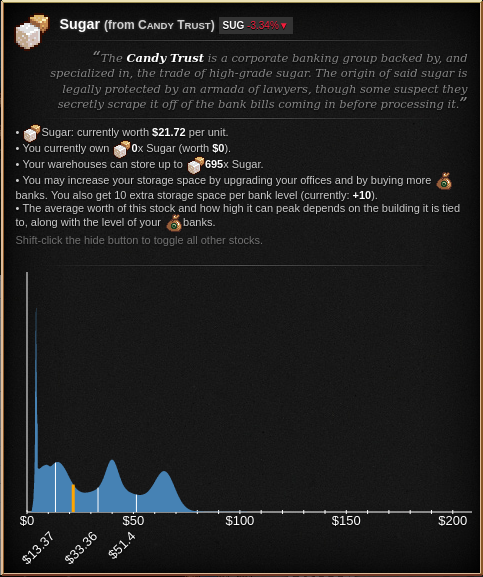 Sugar (from Candy Trust) SUG -3.34%▼
“The Candy Trust is a corporate banking group backed by, and
specialized in, the trade of high-grade sugar. The origin of said sugar is
legally protected by an armada of lawyers, though some suspect they
secretly scrape it off of the bank bills coming in before processing it.”
• Sugar: currently worth $21.72 per unit.
• You currently own 0x Sugar (worth $0).
• Your warehouses can store up to 695x Sugar.
• You may increase your storage space by upgrading your offices and by buying more
banks. You also get 10 extra storage space per bank level (currently: +10).
• The average worth of this stock and how high it can peak depends on the building it is tied
to, along with the level of your banks.
Shift-click the hide button to toggle all other stocks.
$0 $50 $100 $150 $200
$13.37 $33.36 $51.4